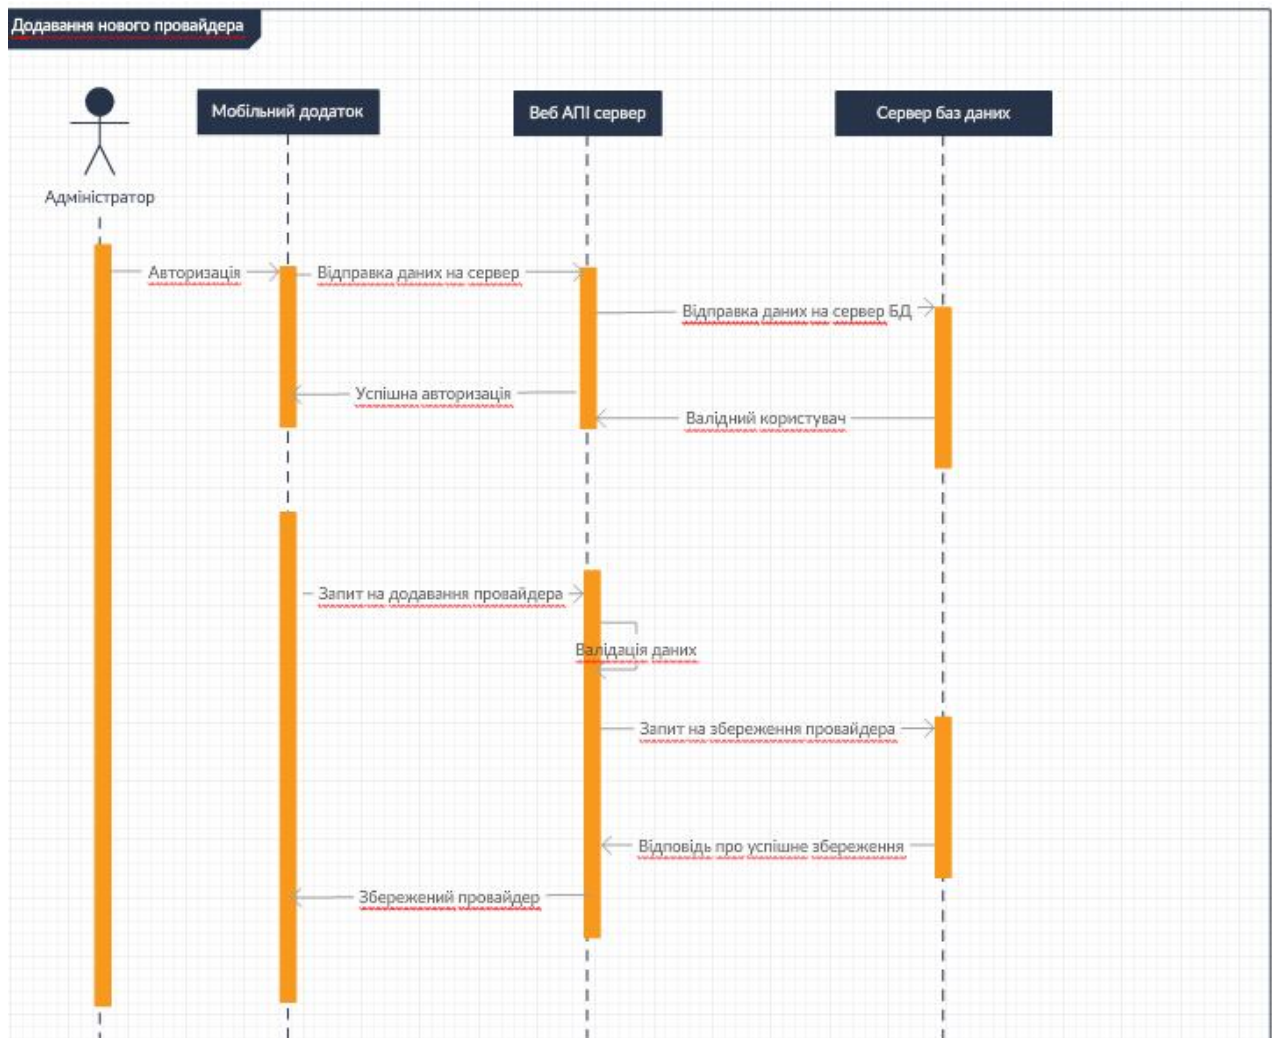 Додавання нового провайдера
Мобільний додаток
Веб АПІ сервер
Сервер баз даних
Адміністратор
Авторизація
Відправка даних на сервер
Відправка даних на сервер БД
Успішна авторизація
Валідний користувач
Запит на додавання провайдера
Валідація даних
Запит на збереження провайдера
Відповідь про успішне збереження
Збережений провайдер